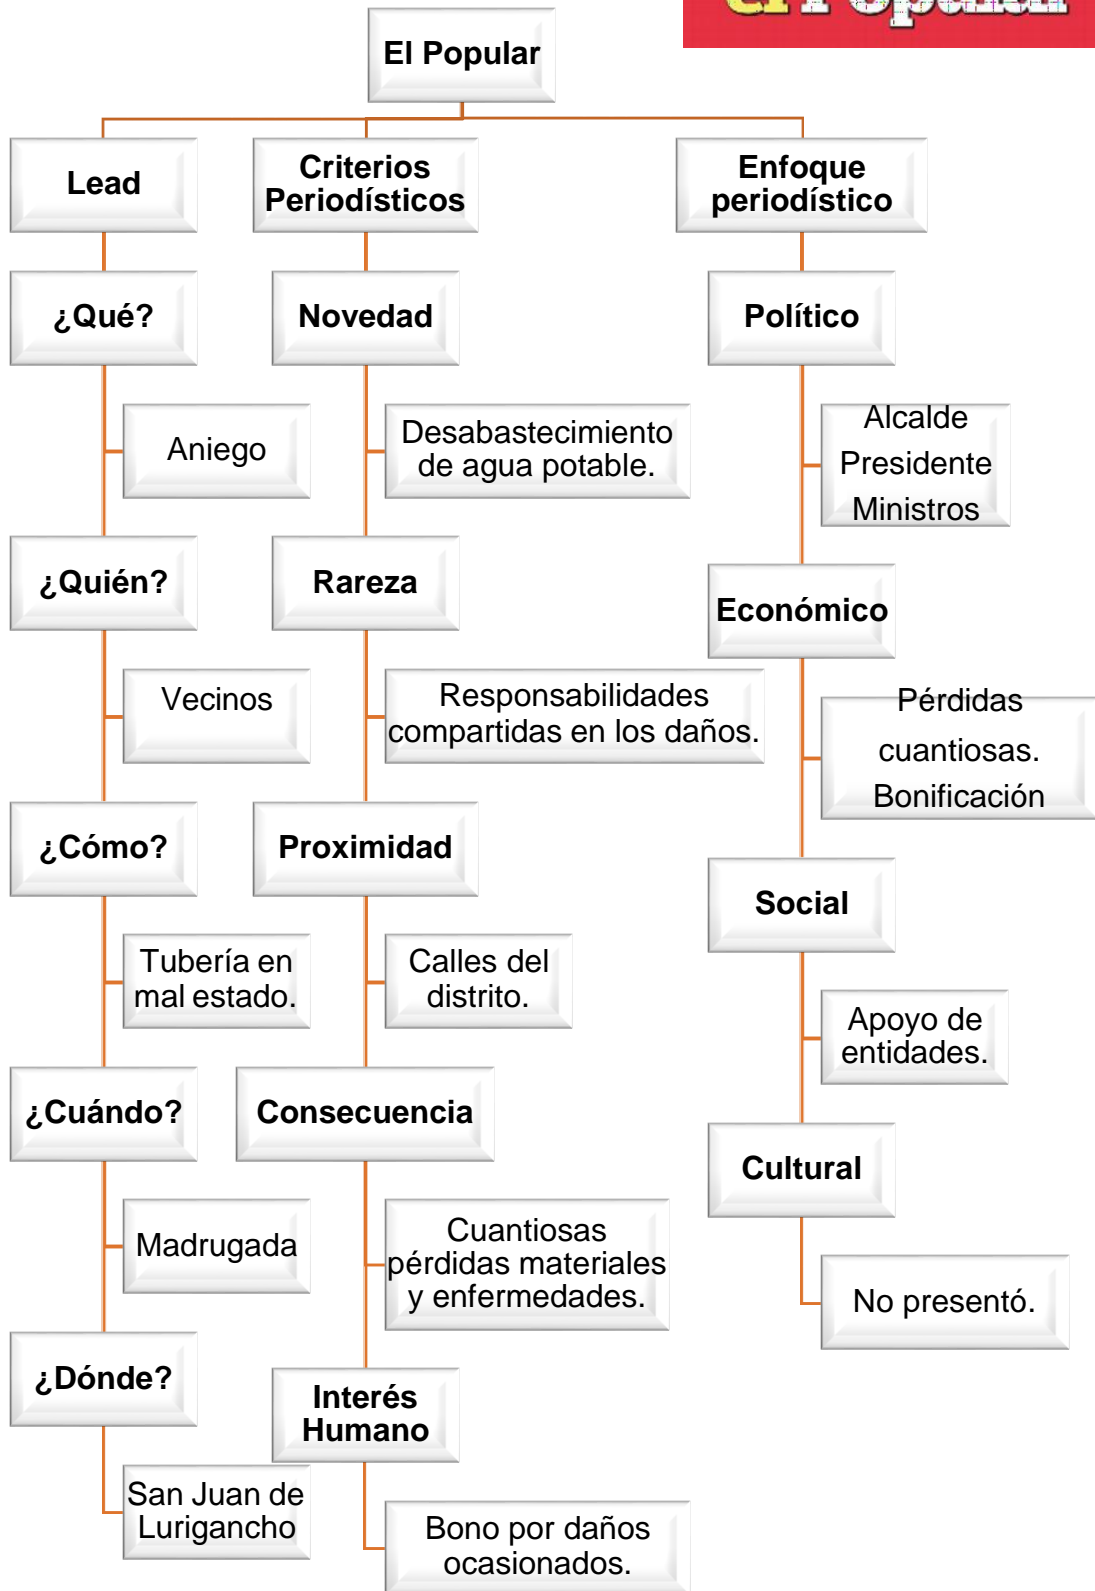 el Popular
El Popular
Lead
¿Qué?
Aniego
¿Quién?
Vecinos
¿Cómo?
Tubería en
mal estado.
¿Cuándo?
Madrugada
¿Dónde?
San Juan de
Lurigancho
Criterios
Periodísticos
Novedad
Desabastecimiento
de agua potable.
Rareza
Responsabilidades
compartidas en los daños.
Proximidad
Calles del
distrito.
Consecuencia
Cuantiosas
pérdidas materiales
y enfermedades.
Interés
Humano
Bono por daños
ocasionados.
Enfoque
periodístico
Político
Alcalde
Presidente
Ministros
Económico
Pérdidas
cuantiosas.
Bonificación
Social
Apoyo de
entidades.
Cultural
No presentó.